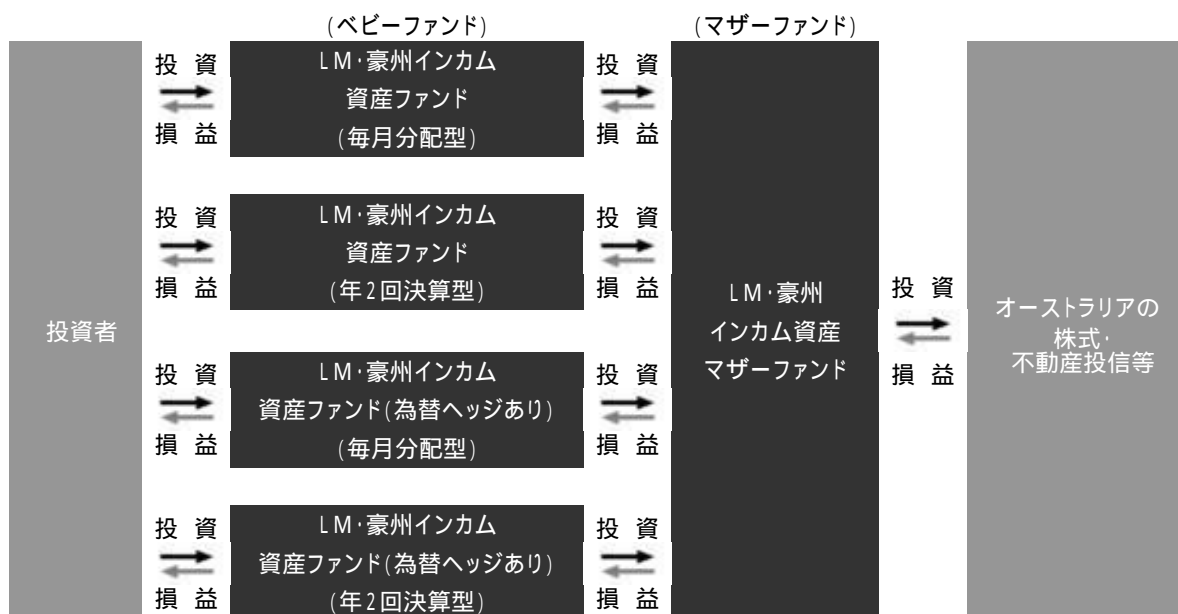 (ベビーファンド)
(マザーファンド)
投資者
投 資
損 益
LM・豪州インカム
資産ファンド
(毎月分配型)
投 資
損 益
投 資
損 益
LM・豪州インカム
資産ファンド
(年2回決算型)
投 資
損 益
投 資
損 益
LM・豪州インカム
資産ファンド(為替ヘッジあり)
(毎月分配型)
投 資
損 益
投 資
損 益
LM・豪州インカム
資産ファンド(為替ヘッジあり)
(年2回決算型)
投 資
損 益
LM・豪州
インカム資産
マザーファンド
投 資
損 益
オーストラリアの
株式・
不動産投信等